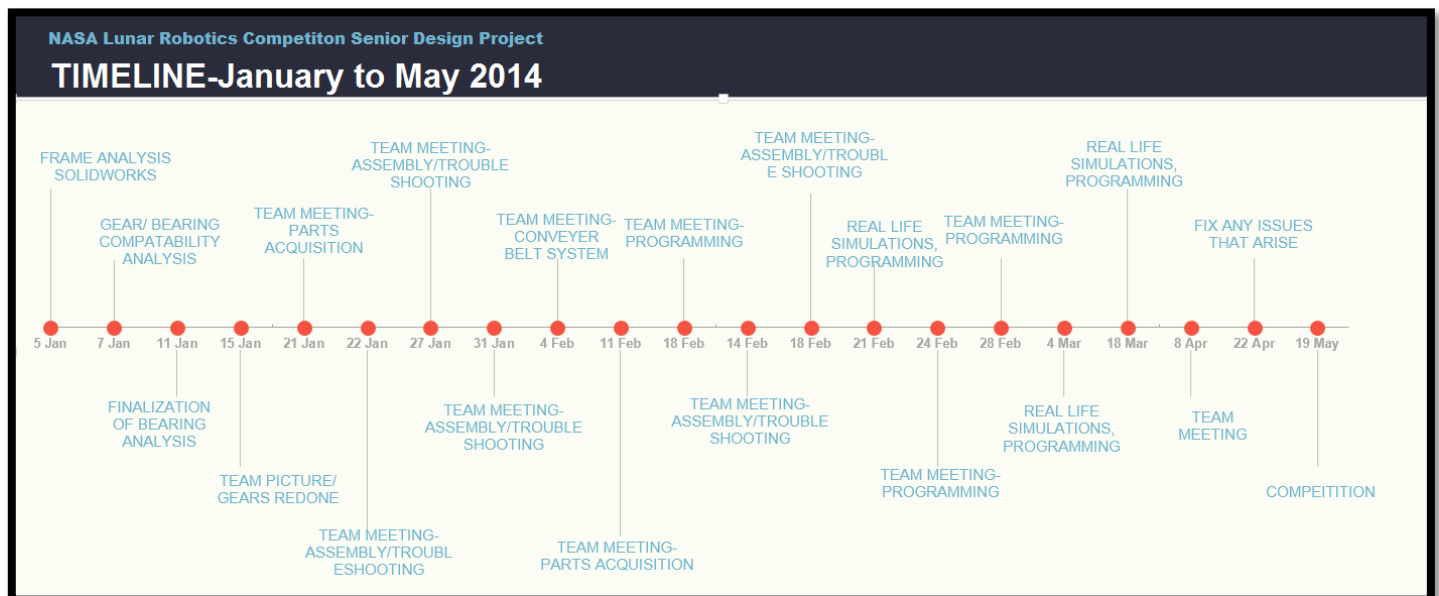 NASA Lunar Robotics Competiton Senior Design Project
TIMELINE-January to May 2014
FRAME ANALYSIS
SOLIDWORKS
GEAR/ BEARING
COMPATABILITY
ANALYSIS
TEAM MEETING-
PARTS
ACQUISITION
TEAM MEETING-
ASSEMBLY/TROUBLE
SHOOTING
TEAM MEETING-
CONVEYER
BELT SYSTEM
TEAM MEETING-
PROGRAMMING
TEAM MEETING-
ASSEMBLY/TROUBL
E SHOOTING
REAL LIFE
SIMULATIONS,
PROGRAMMING
TEAM MEETING-
PROGRAMMING
REAL LIFE
SIMULATIONS,
PROGRAMMING
FIX ANY ISSUES
THAT ARISE
5 Jan 7 Jan 11 Jan 15 Jan 21 Jan 22 Jan 27 Jan 31 Jan 4 Feb 11 Feb 18 Feb 14 Feb 18 Feb 21 Feb 24 Feb 28 Feb 4 Mar 18 Mar 8 Apr 22 Apr 19 May
FINALIZATION
OF BEARING
ANALYSIS
TEAM PICTURE/
GEARS REDONE
TEAM MEETING-
ASSEMBLY/TROUBL
ESHOOTING
TEAM MEETING-
ASSEMBLY/TROUBLE
SHOOTING
TEAM MEETING-
PARTS ACQUISITION
TEAM MEETING-
ASSEMBLY/TROUBLE
SHOOTING
TEAM MEETING-
PROGRAMMING
REAL LIFE
SIMULATIONS,
PROGRAMMING
TEAM
MEETING
COMPEITITION